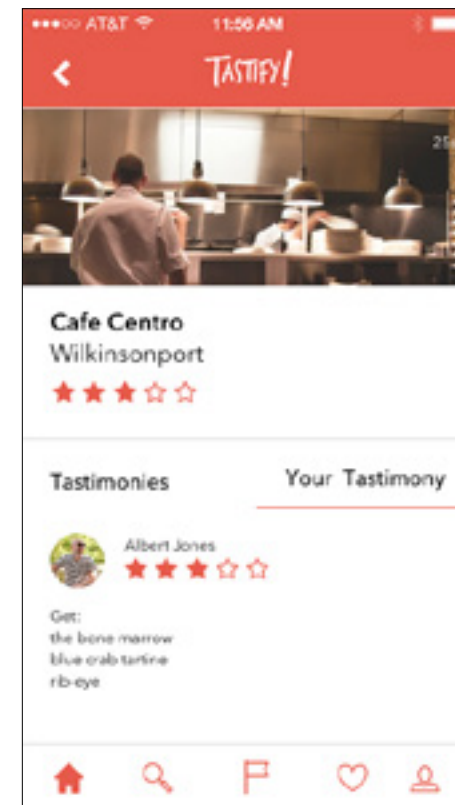 AT&T 11:56 AM
TASTIFY!
Cafe Centro
Wilkinsonport
Tastimonies
Your Tastimony
Albert Jones
Get:
the bone marrow
blue crab tartine
rib-eye